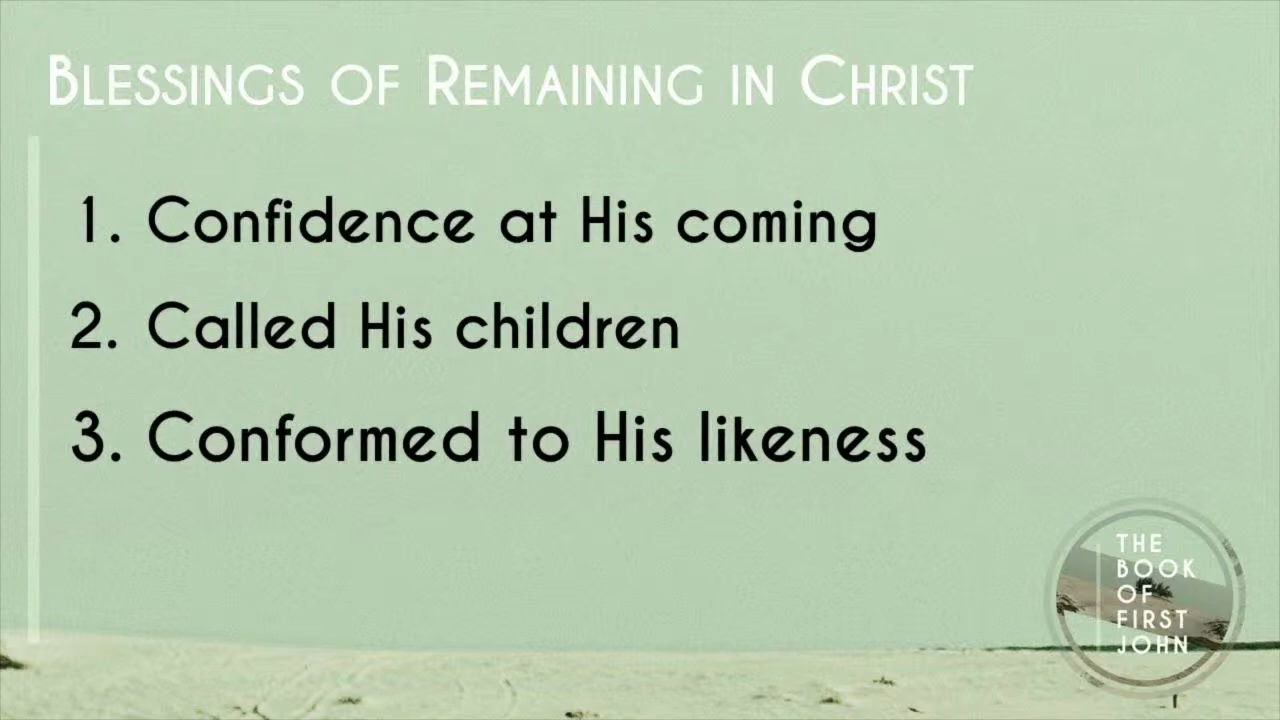 Blessings of Remaining in Christ
1. Confidence at His coming
2. Called His children
3. Conformed to His likeness
THE
BOOK
OF
FIRST
JOHN